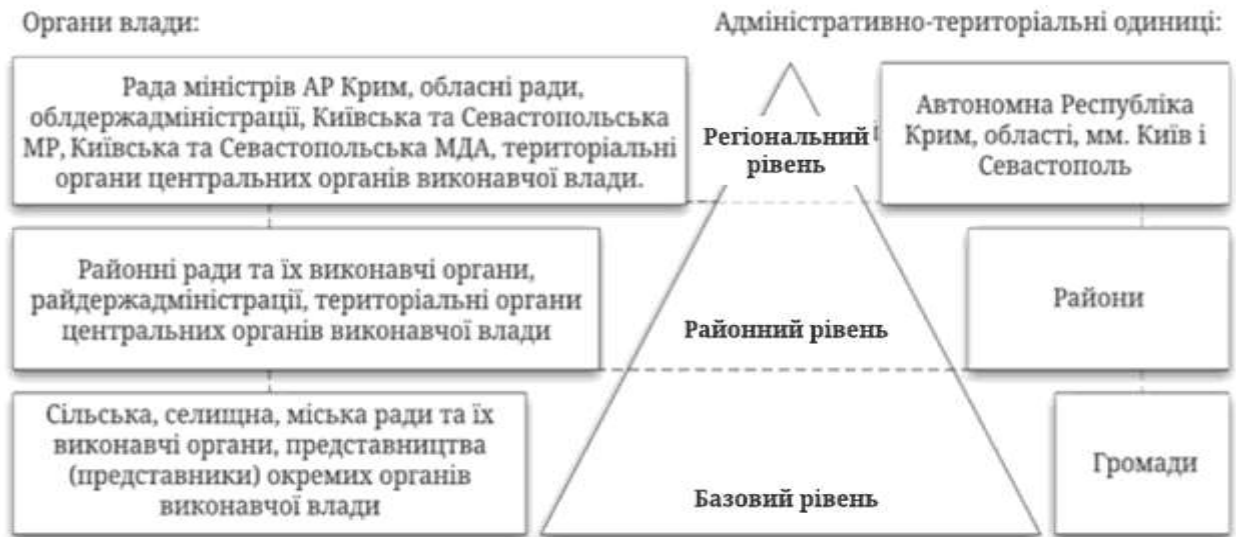 Органи влади:
Адміністративно-територіальні одиниці:
Рада міністрів АР Крим, обласні ради,
облдержадміністрації, Київська та Севастопольська
МР, Київська та Севастопольська МДА, територіальні
органи центральних органів виконавчої влади.
Регіональний
рівень
Автономна Республіка
Крим, області, мм. Київ і
Севастополь
Районні ради та їх виконавчі органи,
райдержадміністрації, територіальні органи
центральних органів виконавчої влади
Районний рівень
Райони
Сільська, селищна, міська ради та їх
виконавчі органи, представництва
(представники) окремих органів
виконавчої влади
Базовий рівень
Громади